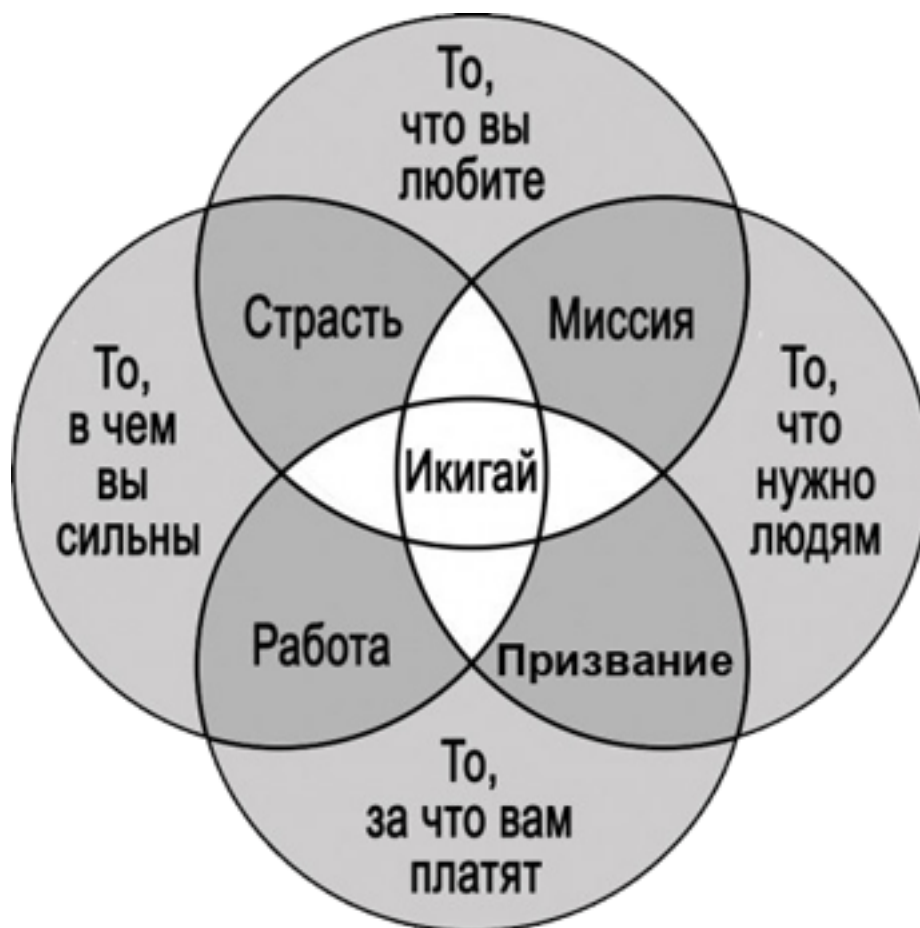 То,
что вы
любите
Страсть
Миссия
То,
в чем
вы
сильны
Икигай
То,
что
нужно
людям
Работа
Призвание
То,
за что вам
платят